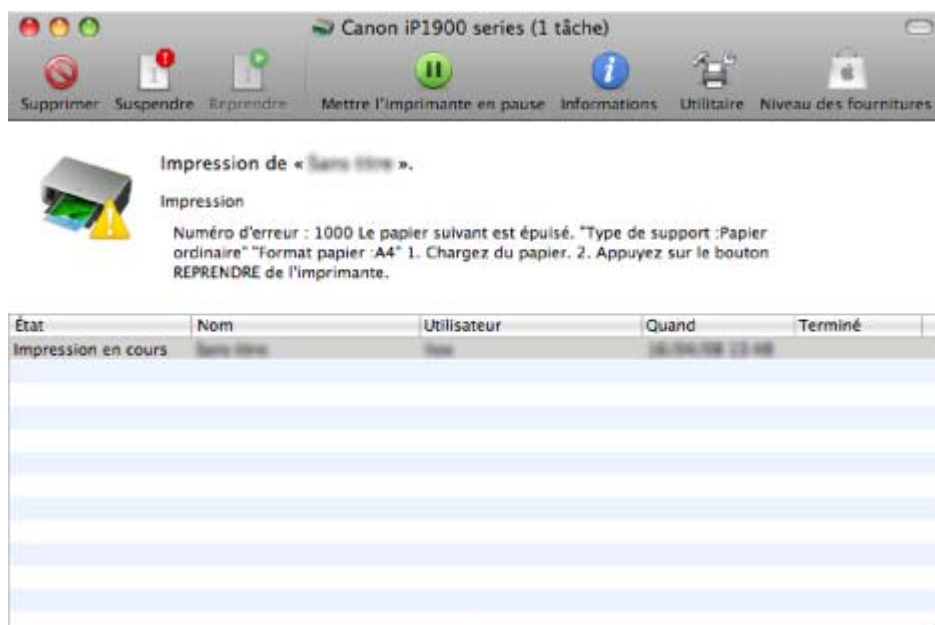 Canon iP1900 series (1 tâche)
Supprimer Suspendre Reprendre Mettre l'imprimante en pause Informations Utilitaire Niveau des fournitures
Impression de « ».
Impression
Numéro d'erreur : 1000 Le papier suivant est épuisé. "Type de support :Papier
ordinaire" "Format papier :A4" 1. Chargez du papier. 2. Appuyez sur le bouton
REPRENDRE de l'imprimante.
État Nom Utilisateur Quand Terminé
Impression en cours